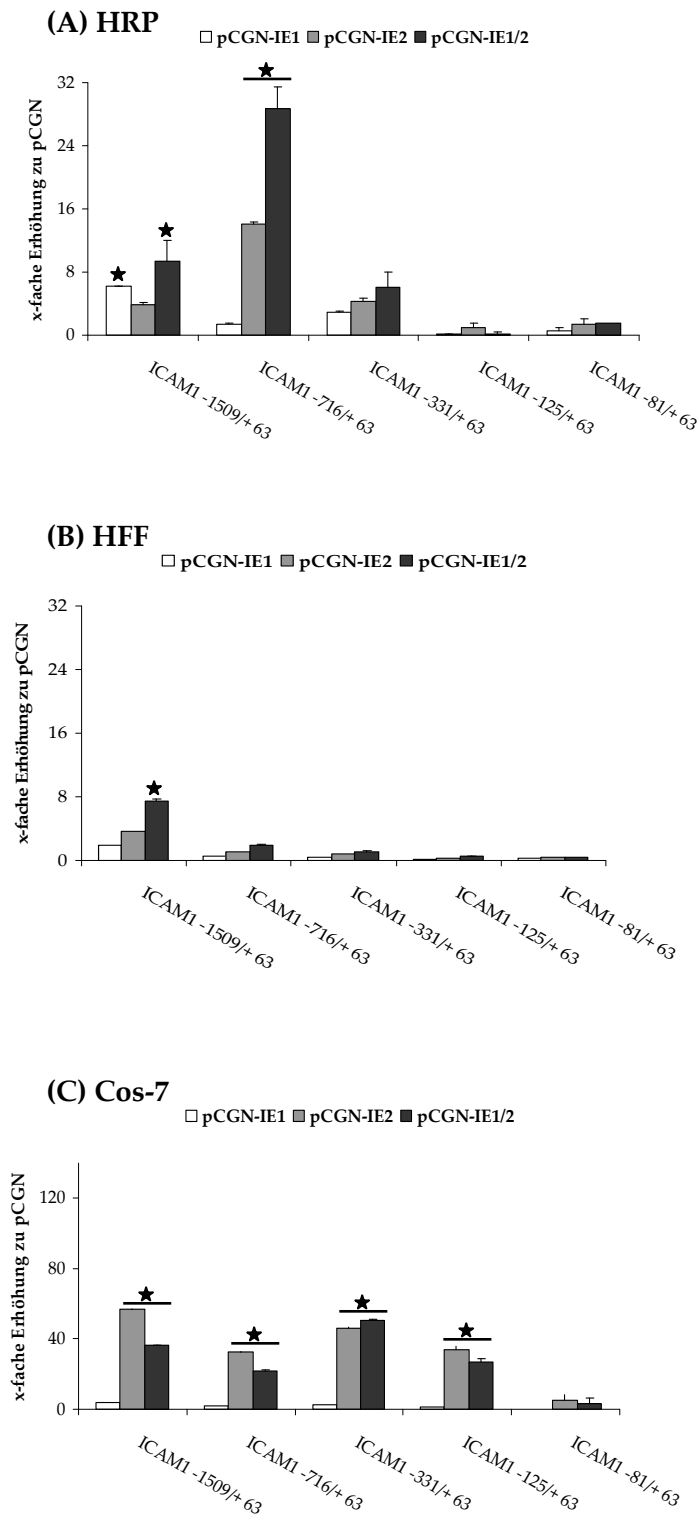 (A) HRP
pCGN-IE1 pCGN-IE2 pCGN-IE1/2
x-fache Erhöhung zu pCGN
32
24
16
8
0
ICAM1 -1509/+63
ICAM1 -716/+63
ICAM1 -331/+63
ICAM1 -125/+63
ICAM1 -81/+63
(B) HFF
pCGN-IE1 pCGN-IE2 pCGN-IE1/2
x-fache Erhöhung zu pCGN
32
24
16
8
0
ICAM1 -1509/+63
ICAM1 -716/+63
ICAM1 -331/+63
ICAM1 -125/+63
ICAM1 -81/+63
(C) Cos-7
pCGN-IE1 pCGN-IE2 pCGN-IE1/2
x-fache Erhöhung zu pCGN
120
80
40
0
ICAM1 -1509/+63
ICAM1 -716/+63
ICAM1 -331/+63
ICAM1 -125/+63
ICAM1 -81/+63